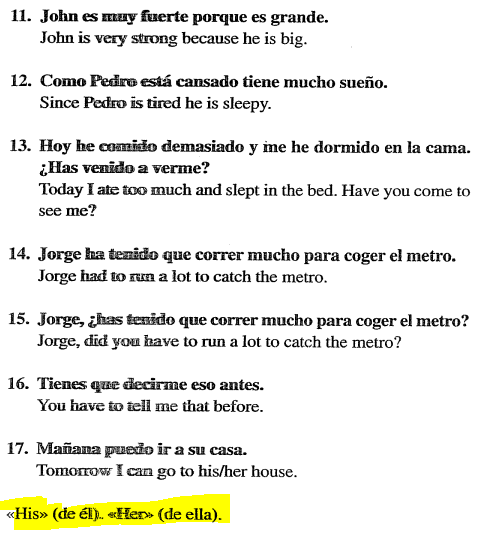 11. John es muy fuerte porque es grande.
John is very strong because he is big.
12. Como Pedro está cansado tiene mucho sueño.
Since Pedro is tired he is sleepy.
13. Hoy he comido demasiado y me he dormido en la cama.
¿Has venido a verme?
Today I ate too much and slept in the bed. Have you come to
see me?
14. Jorge ha tenido que correr mucho para coger el metro.
Jorge had to run a lot to catch the metro.
15. Jorge, ¿has tenido que correr mucho para coger el metro?
Jorge, did you have to run a lot to catch the metro?
16. Tienes que decirme eso antes.
You have to tell me that before.
17. Mañana puedo ir a su casa.
Tomorrow I can go to his/her house.
«His» (de él). «Her» (de ella).